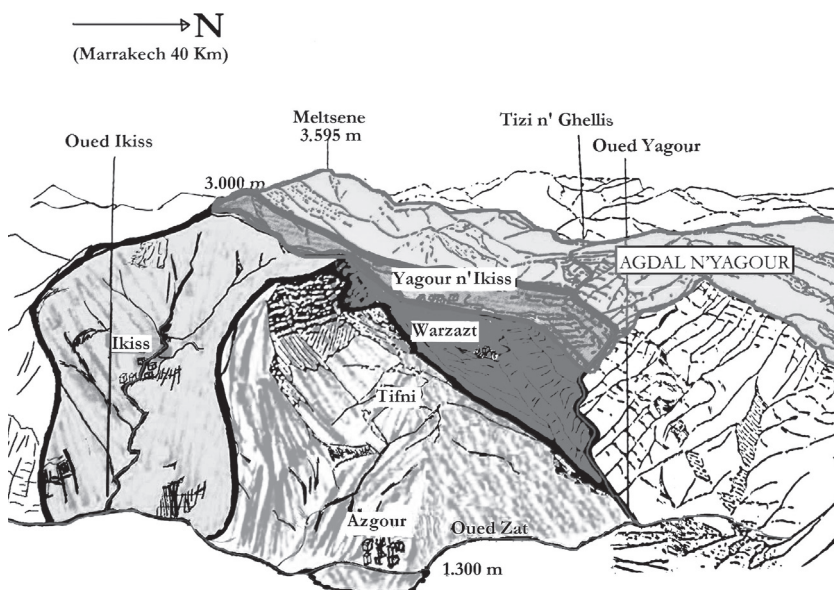 N
(Marrakech 40 Km)
Meltsene
3.595 m
Tizi n' Ghellis
Oued Ikiss
Oued Yagour
3.000 m
AGDAL N'YAGOUR
Yagour n'Ikiss
Ikiss
Warzazt
Tifni
Azgour
Oued Zat
1.300 m